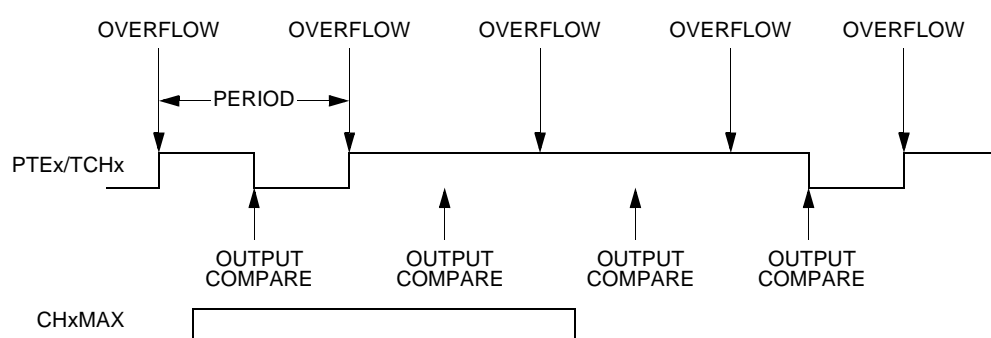 OVERFLOW OVERFLOW OVERFLOW OVERFLOW OVERFLOW
PERIOD
PTEx/TCHx
OUTPUT COMPARE
OUTPUT COMPARE
OUTPUT COMPARE
OUTPUT COMPARE
CHxMAX